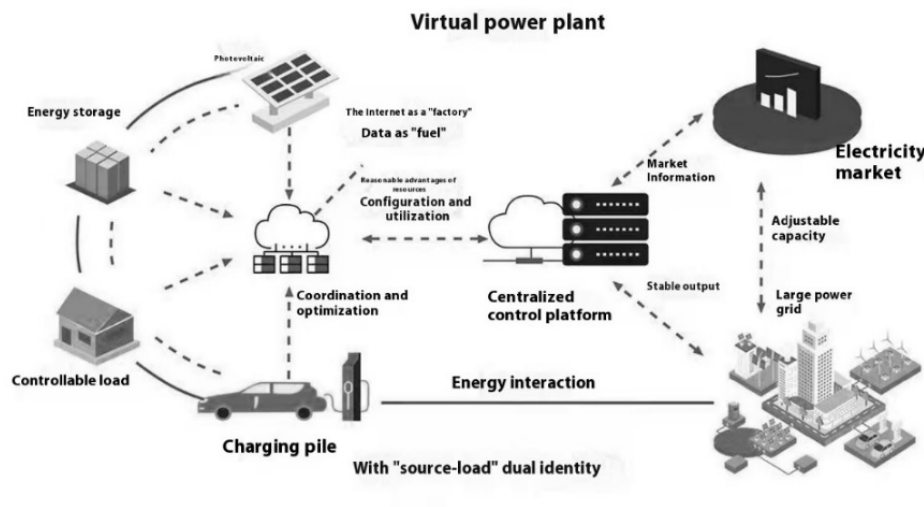 Virtual power plant
Photovoltaic
Energy storage
The Internet as a "factory"
Data as "fuel"
Reasonable advantages of
resources
Configuration and
utilization
Market
Information
Electricity
market
Adjustable
capacity
Coordination and
optimization
Centralized
control platform
Stable output
Large power
grid
Controllable load
Energy interaction
Charging pile
With "source-load" dual identity